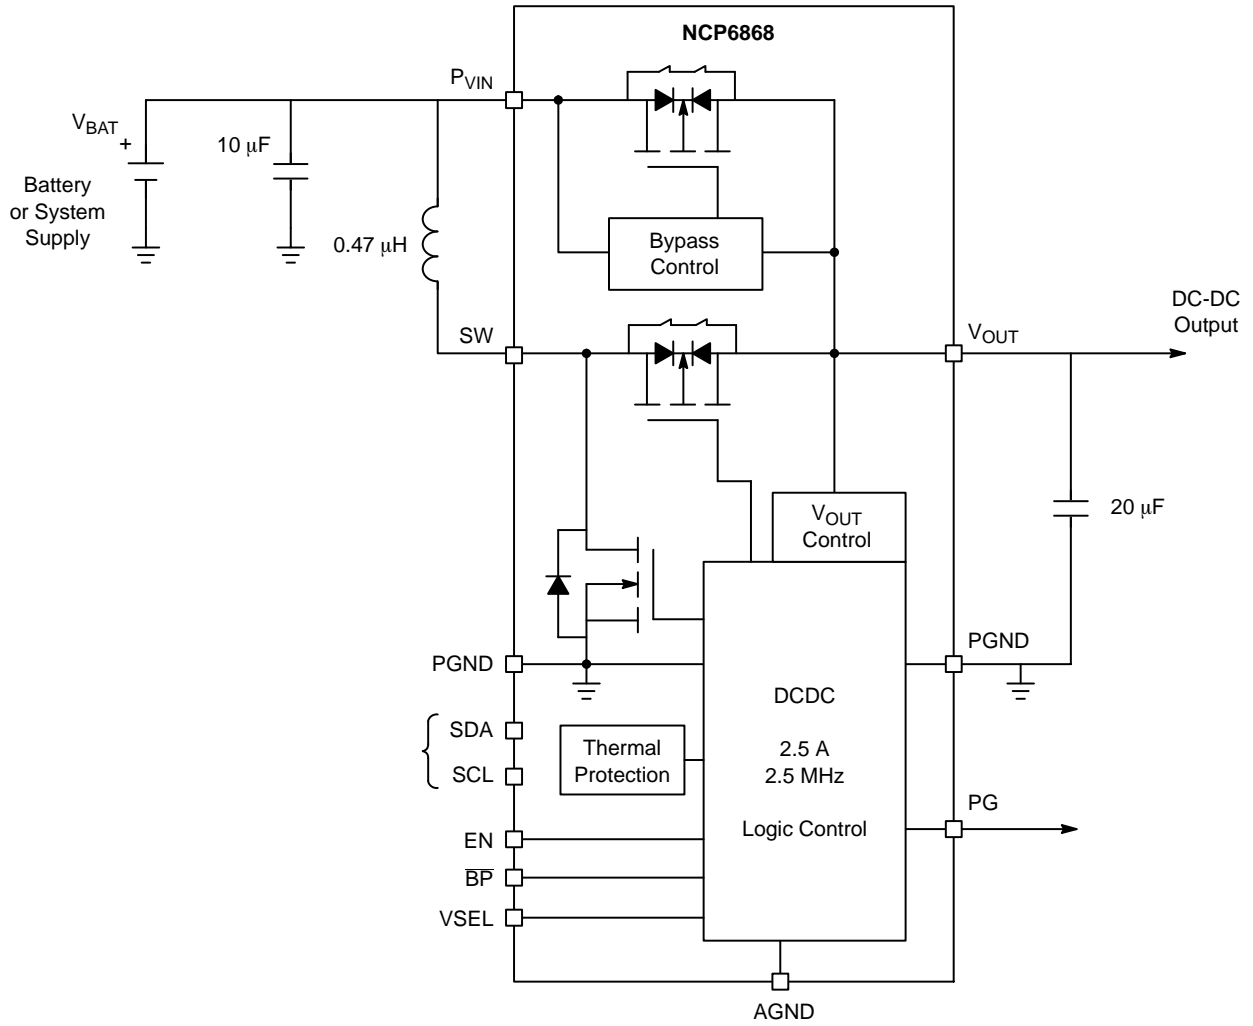 NCP6868
PVIN
VBAT
+
10 μF
Battery
or System
Supply
0.47 μH
Bypass
Control
DC-DC
Output
SW
VOUT
VOUT
Control
20 μF
PGND
PGND
DCDC
2.5 A
2.5 MHz
Logic Control
SDA
SCL
Thermal
Protection
PG
EN
BP
VSEL
AGND